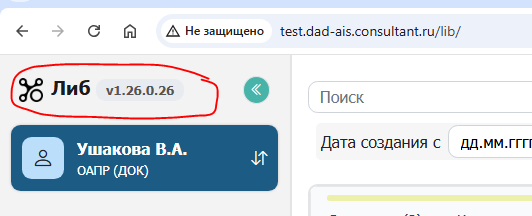 Не защищено test.dad-ais.consultant.ru/lib/
Либ v1.26.0.26
Поиск
Ушакова В.А.
ОАПР (ДОК)
Дата создания с дд.мм.ггг